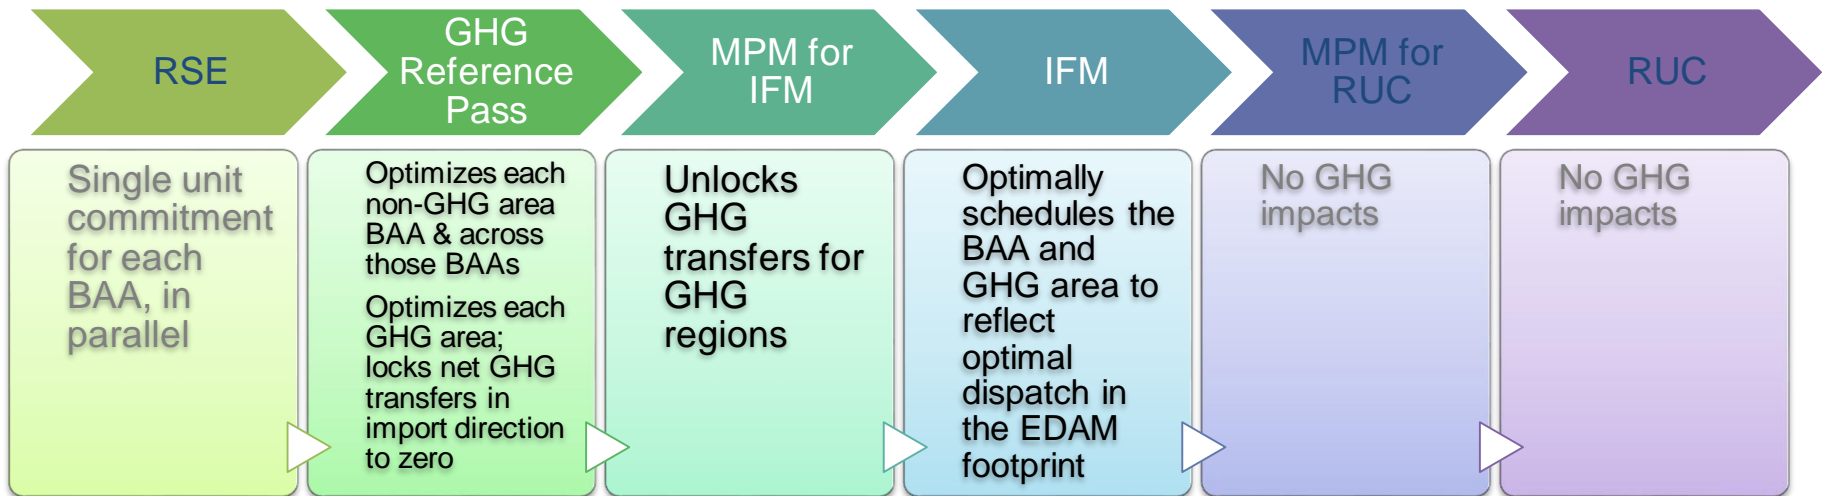 RSE
GHG
Reference
Pass
MPM for
IFM
IFM
MPM for
RUC
RUC
Single unit
commitment
for each
BAA, in
parallel
Optimizes each
non-GHG area
BAA & across
those BAAs
Optimizes each
GHG area;
locks net GHG
transfers in
import direction
to zero
Unlocks
GHG
transfers for
GHG
regions
Optimally
schedules the
BAA and
GHG area to
reflect
optimal
dispatch in
the EDAM
footprint
No GHG
impacts
No GHG
impacts